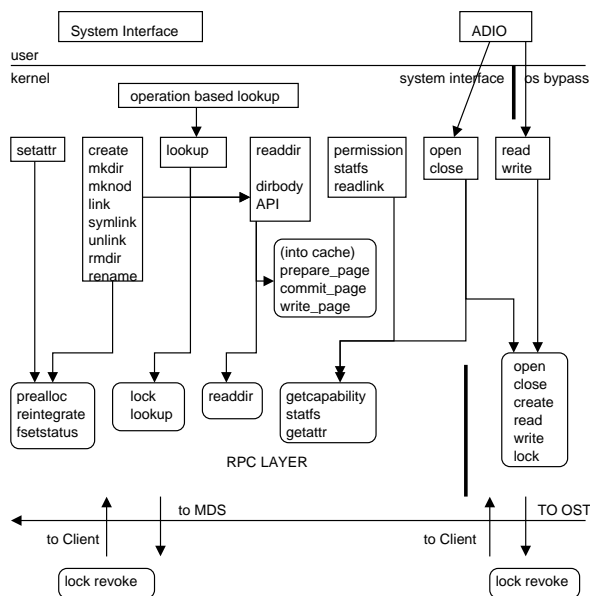 System Interface
ADIO
user
kernel
system interface
os bypass
operation based lookup
setattr
create
mkdir
mknod
link
symlink
unlink
rmdir
rename
lookup
readdir
dirbody
API
permission
statfs
readlink
open
close
read
write
(into cache)
prepare_page
commit_page
write_page
prealloc
reintegrate
fsetstatus
lock
lookup
readdir
getcapability
statfs
getattr
open
close
create
read
write
lock
RPC LAYER
to MDS
TO OST
to Client
to Client
lock revoke
lock revoke